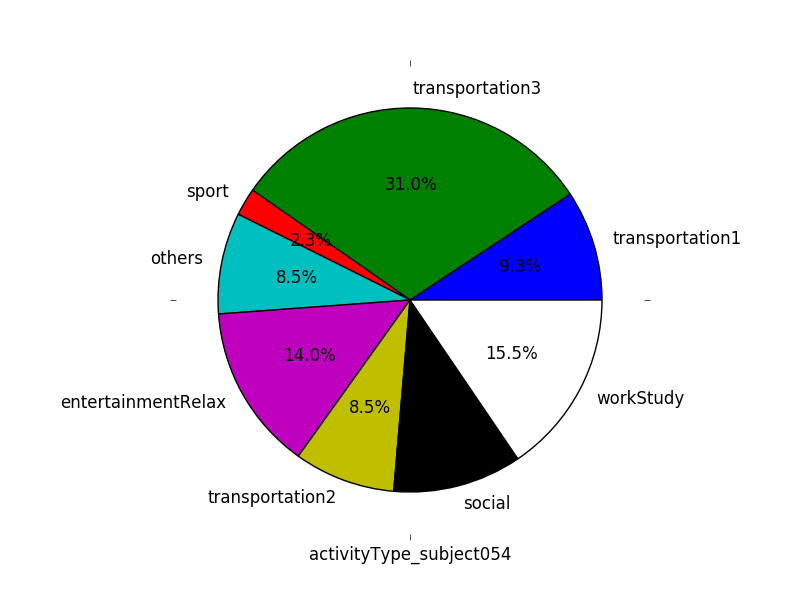 transportation3
31.0%
sport
2.3%
transportation1
others
9.3%
8.5%
14.0%
15.5%
entertainmentRelax
workStudy
8.5%
transportation2
social
activityType_subject054